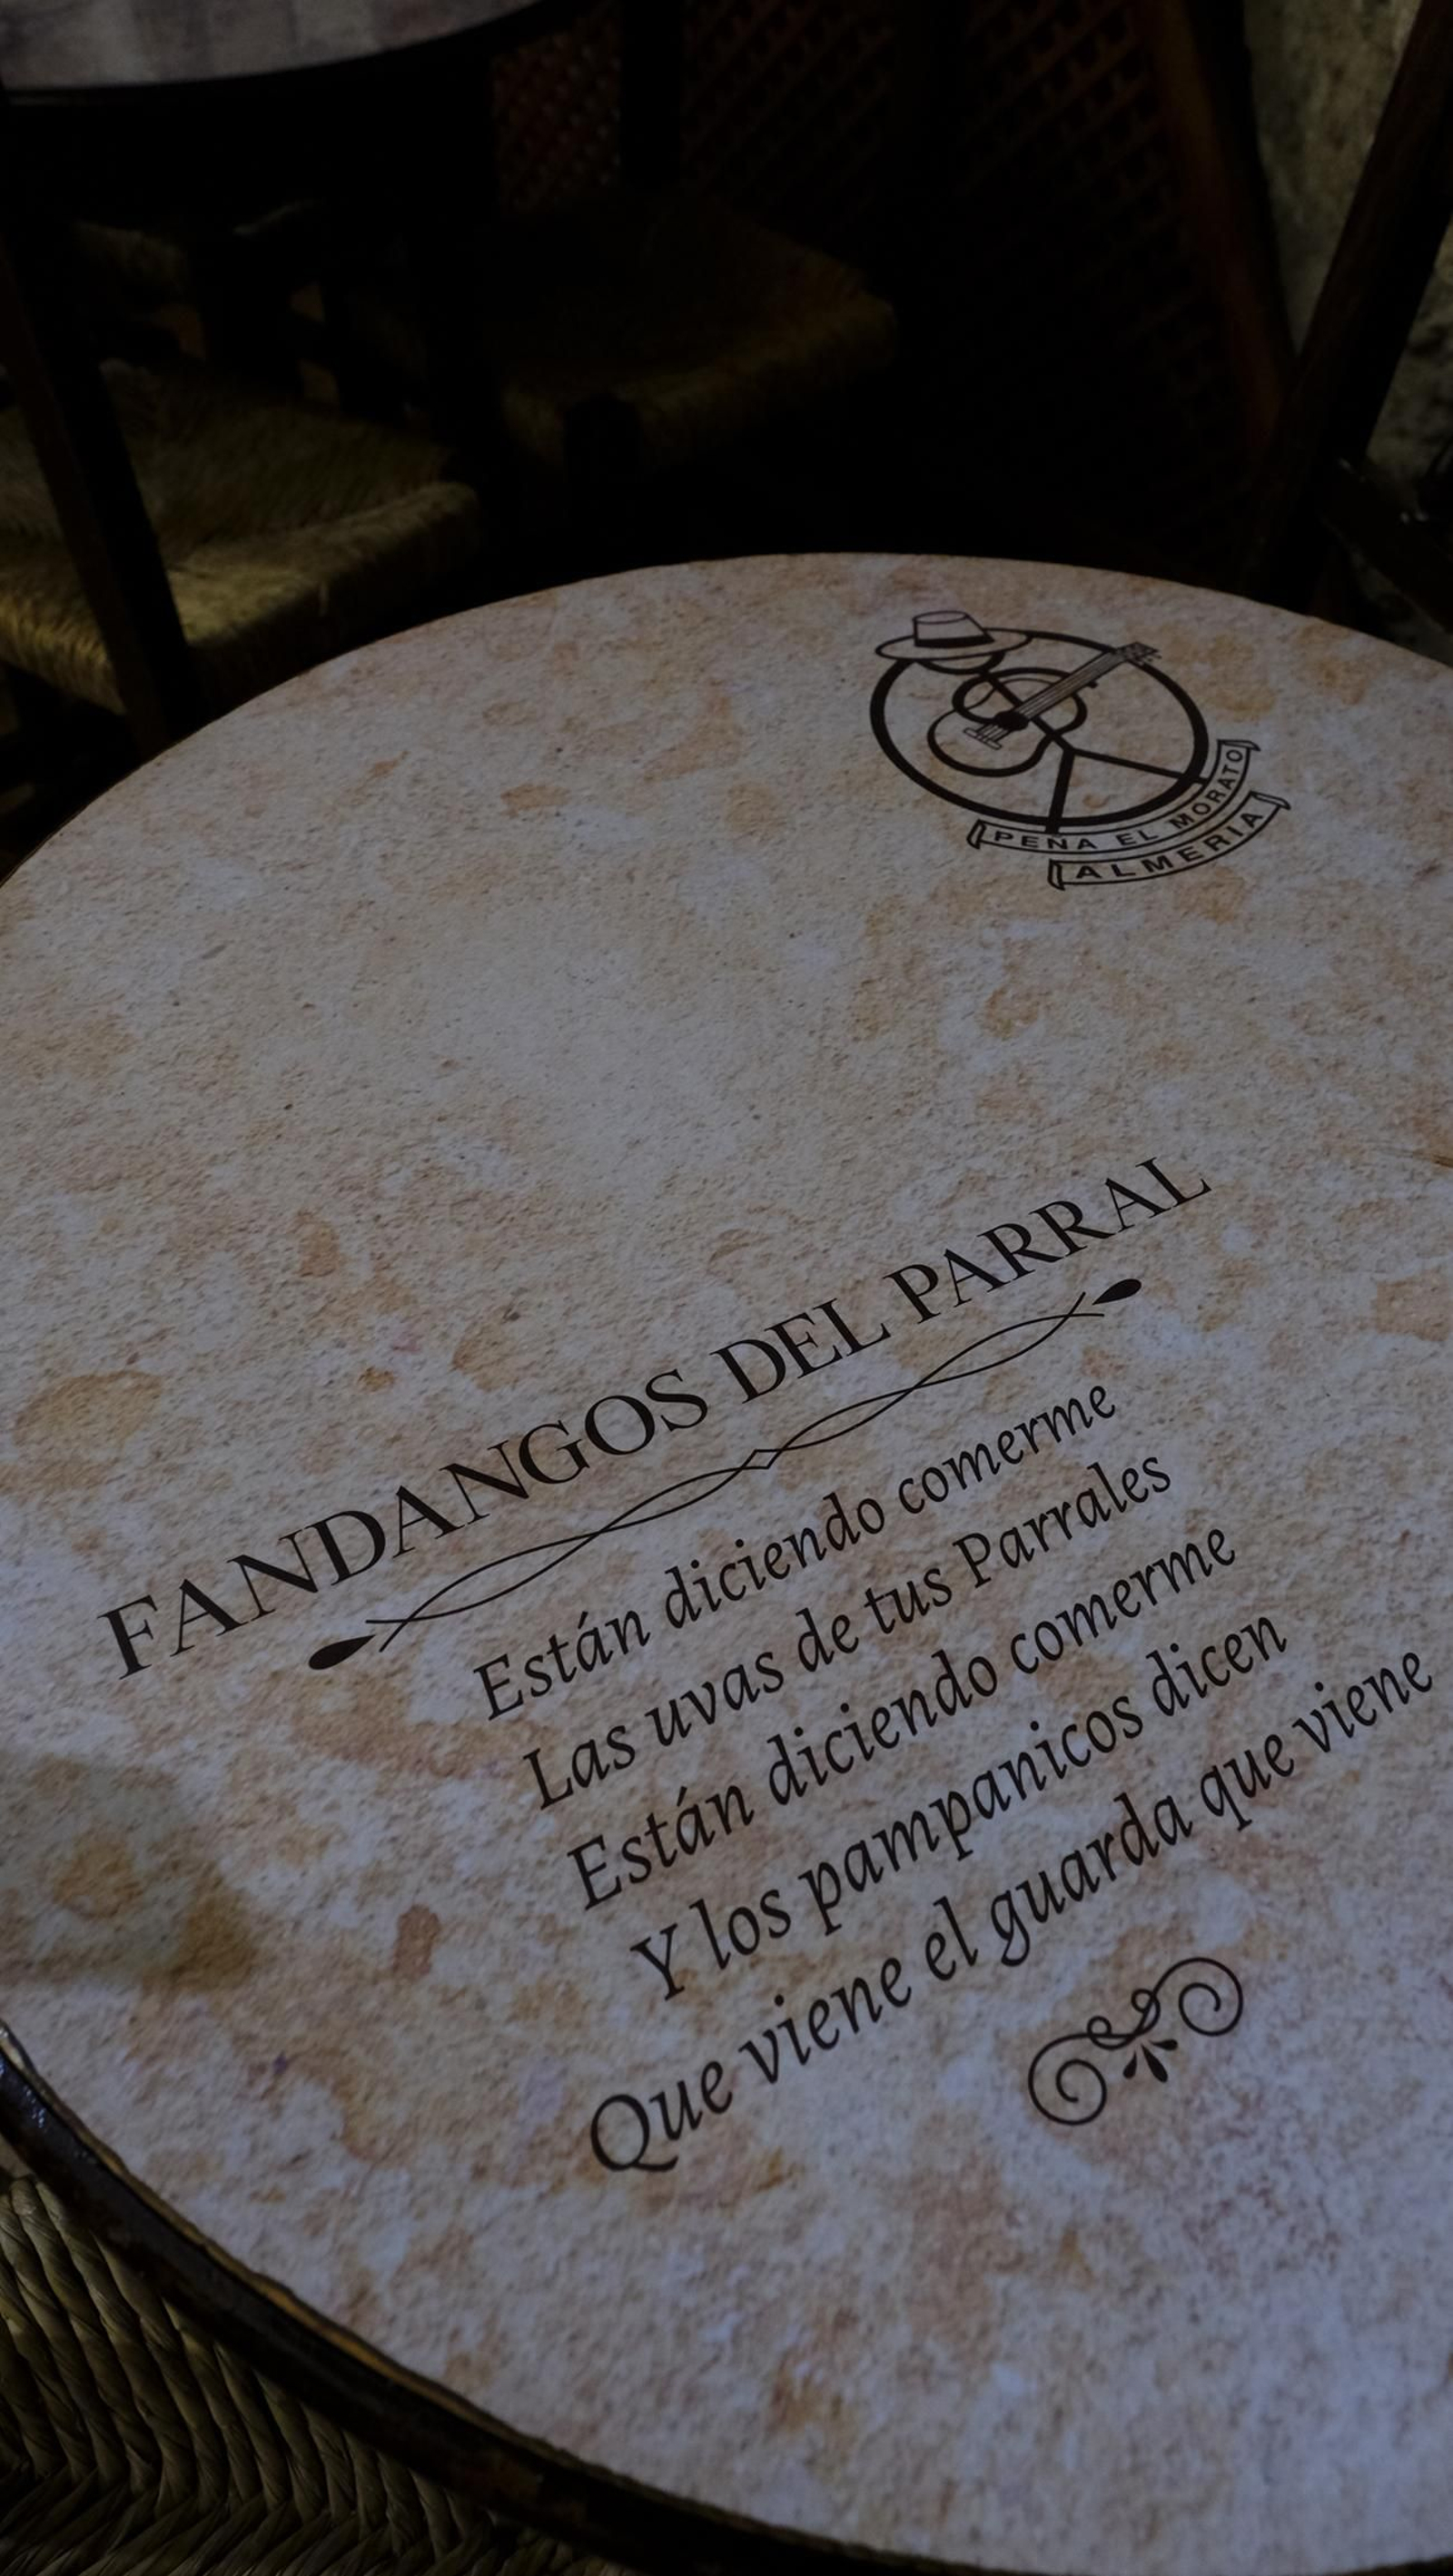 PEÑA EL MORATO
ALMERIA
FANDANGOS DEL PARRAL
Están diciendo comerme
Las uvas de tus Parrales
Están diciendo comerme
Y los pampanicos dicen
Que viene el guarda que viene